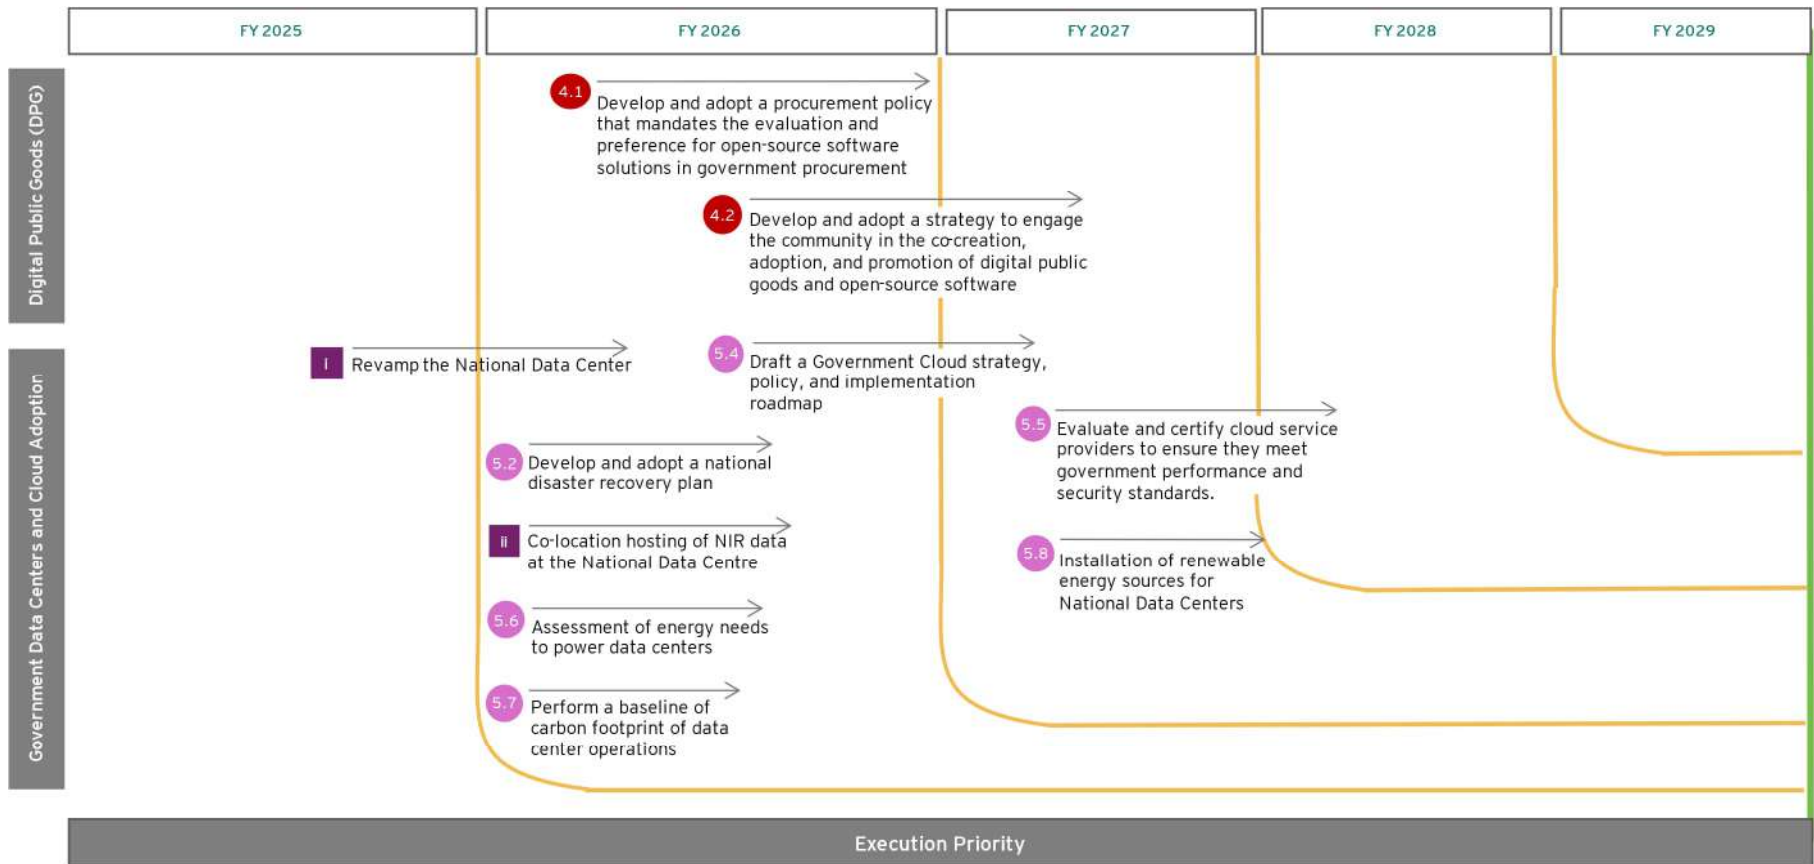 FY 2025
FY 2026
FY 2027
FY 2028
FY 2029
Digital Public Goods (DPG)
4.1
Develop and adopt a procurement policy
that mandates the evaluation and
preference for open-source software
solutions in government procurement
4.2
Develop and adopt a strategy to engage
the community in the co-creation,
adoption, and promotion of digital public
goods and open-source software
Government Data Centers and Cloud Adoption
i
Revamp the National Data Center
5.4
Draft a Government Cloud strategy,
policy, and implementation
roadmap
5.5
Evaluate and certify cloud service
providers to ensure they meet
government performance and
security standards.
5.2
Develop and adopt a national
disaster recovery plan
ii
Co-location hosting of NIR data
at the National Data Centre
5.8
Installation of renewable
energy sources for
National Data Centers
5.6
Assessment of energy needs
to power data centers
5.7
Perform a baseline of
carbon footprint of data
center operations
Execution Priority